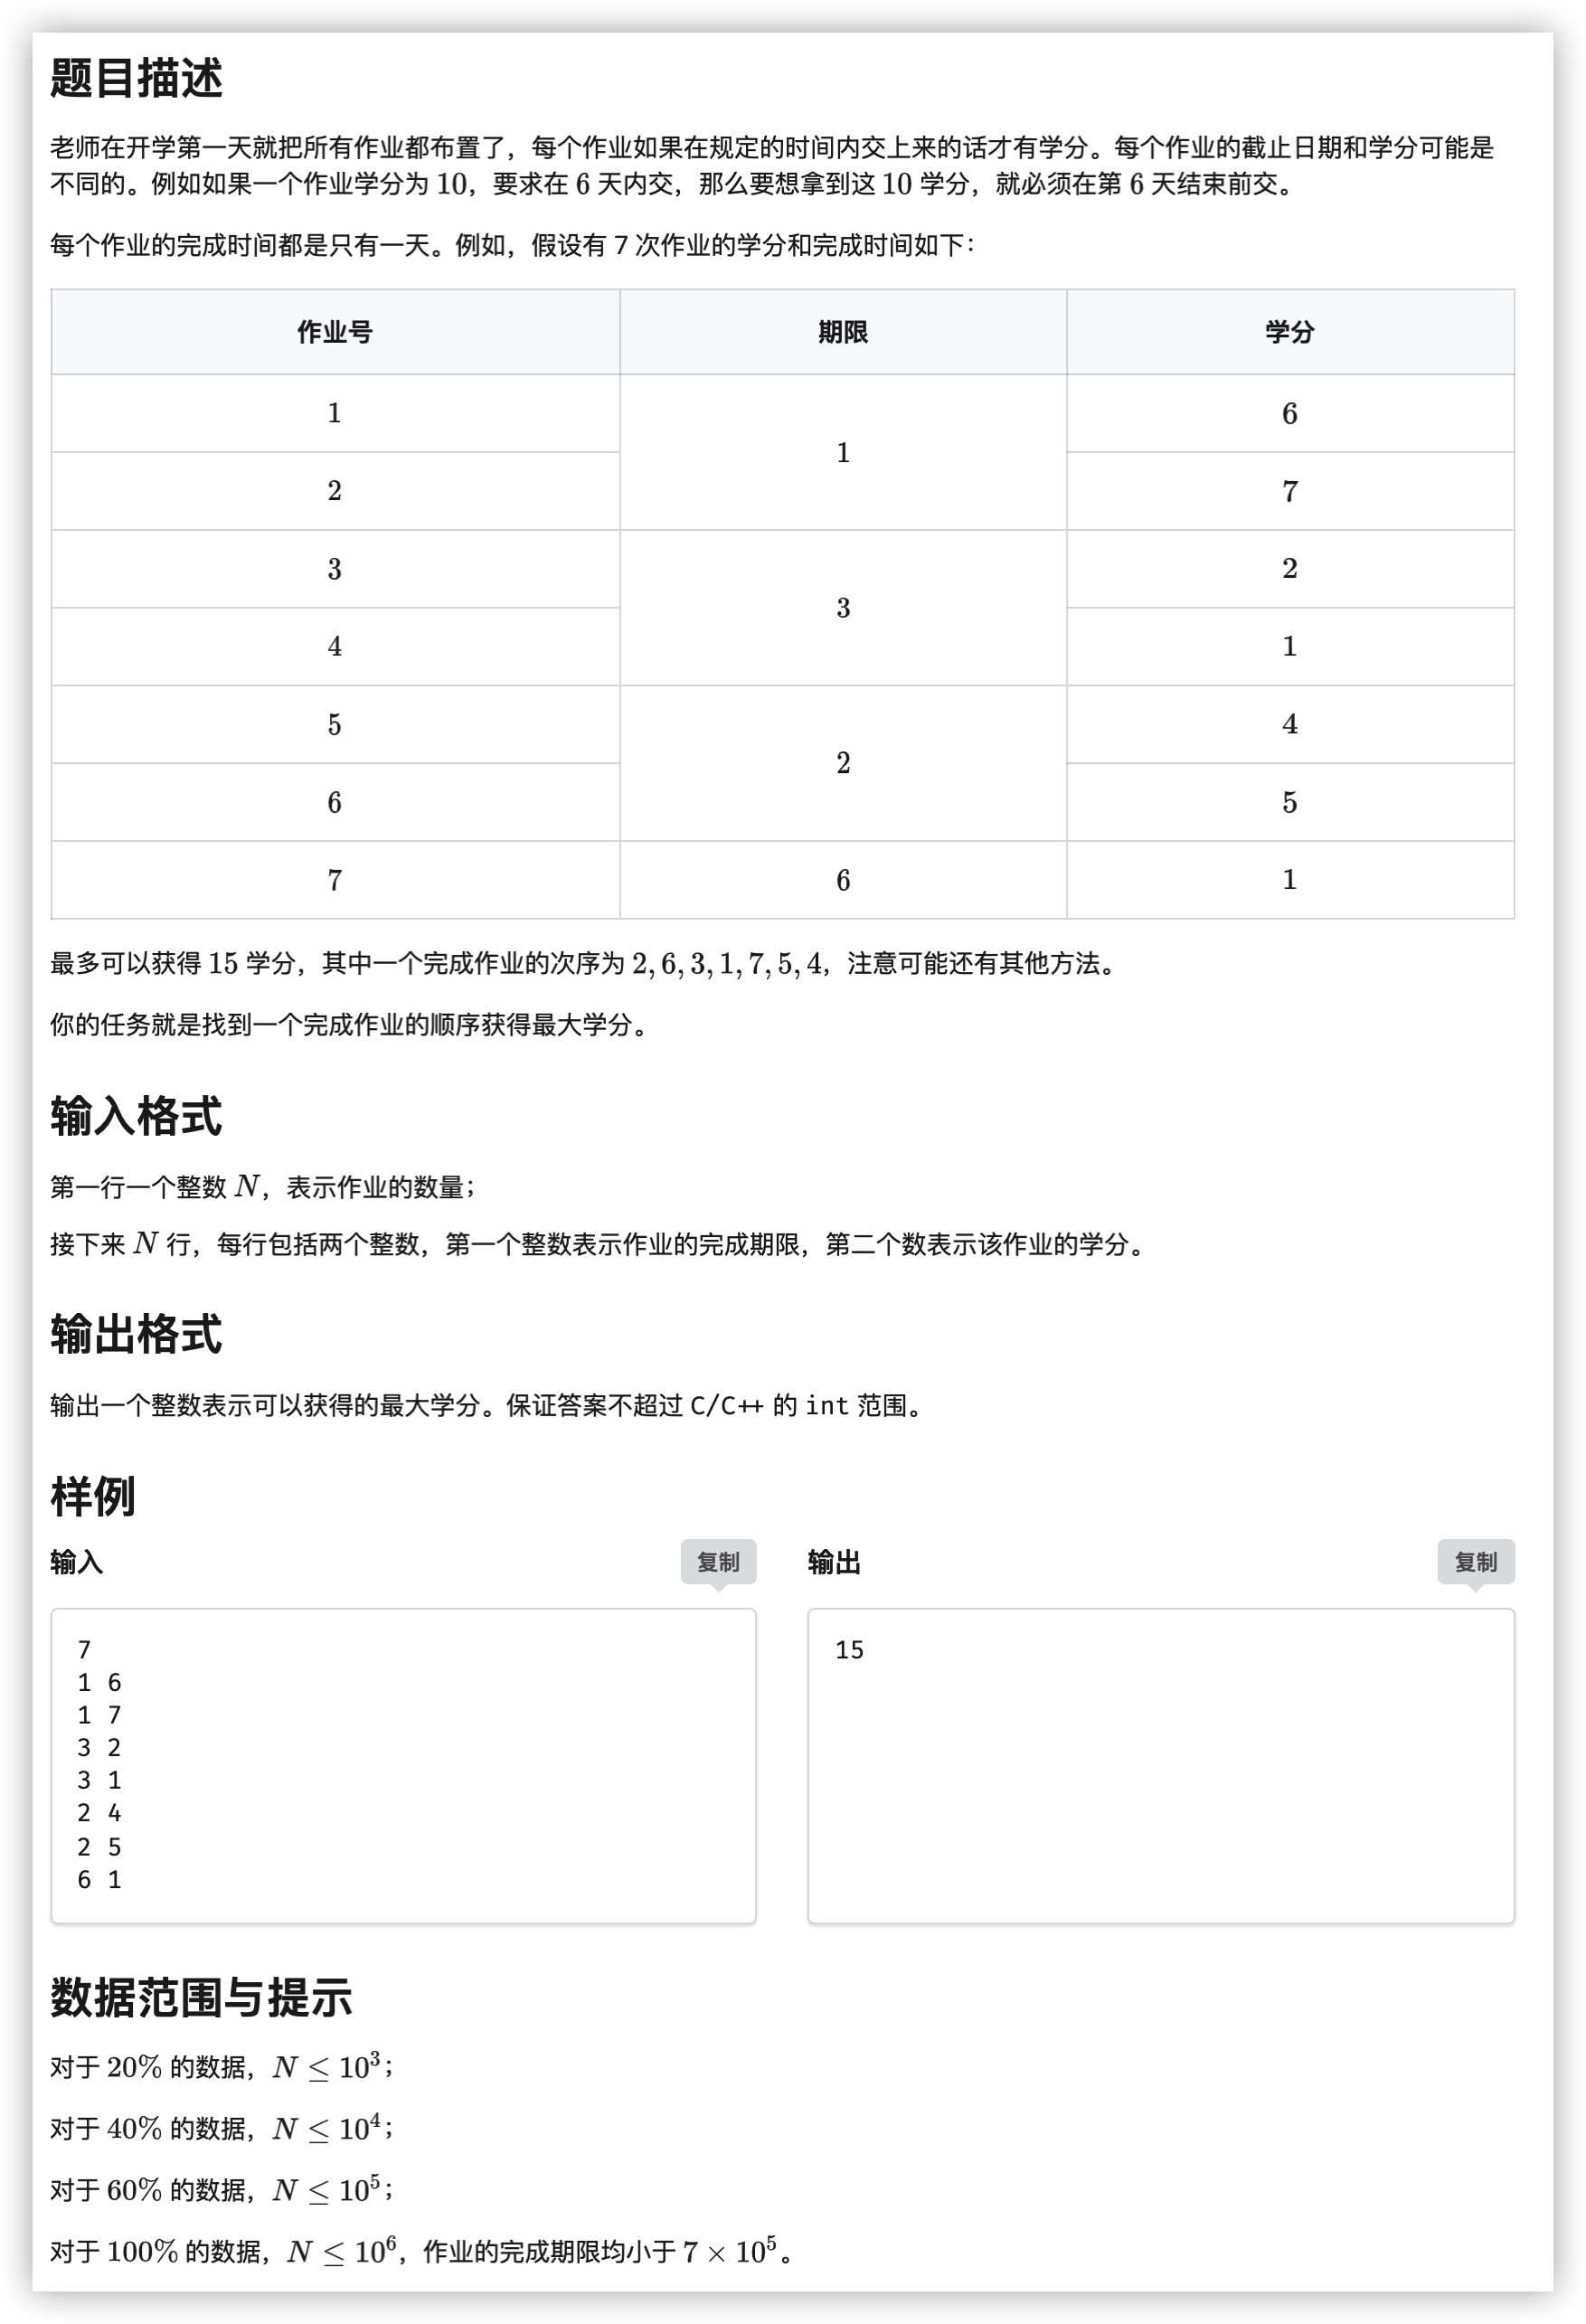 题目描述
老师在开学第一天就把所有作业都布置了，每个作业如果在规定的时间内交上来的话才有学分。每个作业的截止日期和学分可能是
不同的。例如如果一个作业学分为 10，要求在 6 天内交，那么要想拿到这 10 学分，就必须在第 6 天结束前交。
每个作业的完成时间都是只有一天。例如，假设有 7 次作业的学分和完成时间如下：
作业号 期限 学分
1 1 6
2 7
3 3 2
4 1
5 2 4
6 5
7 6 1
最多可以获得 15 学分，其中一个完成作业的次序为 2, 6, 3, 1, 7, 5, 4，注意可能还有其他方法。
你的任务就是找到一个完成作业的顺序获得最大学分。
输入格式
第一行一个整数 N，表示作业的数量；
接下来 N 行，每行包括两个整数，第一个整数表示作业的完成期限，第二个数表示该作业的学分。
输出格式
输出一个整数表示可以获得的最大学分。保证答案不超过 C/C++ 的 int 范围。
样例
输入 复制 输出 复制
7 15
1 6
1 7
3 2
3 1
2 4
2 5
6 1
数据范围与提示
对于 20% 的数据，N ≤ 10³；
对于 40% 的数据，N ≤ 10⁴；
对于 60% 的数据，N ≤ 10⁵；
对于 100% 的数据，N ≤ 10⁶，作业的完成期限均小于 7 × 10⁵。